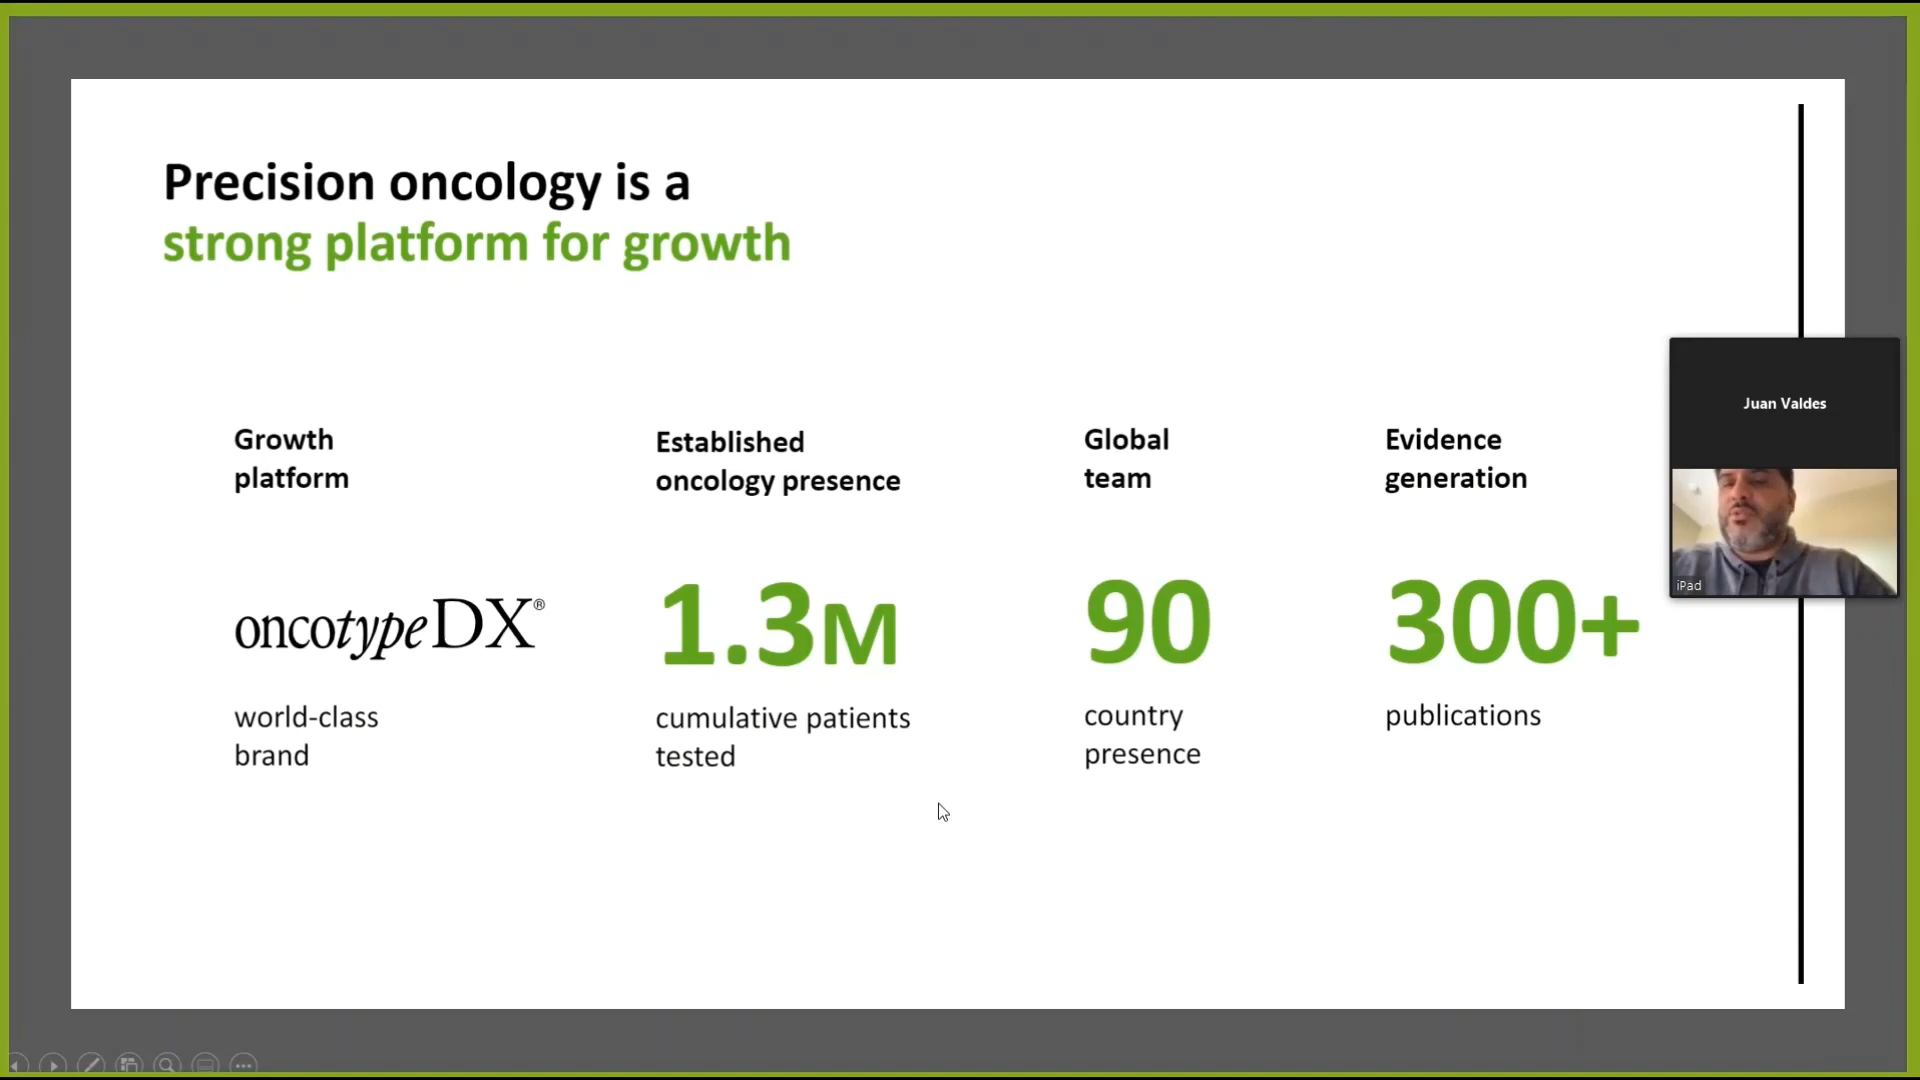 Precision oncology is a
strong platform for growth
Growth
platform
oncotypeDX®
world-class
brand
Established
oncology presence
1.3M
cumulative patients
tested
Global
team
90
country
presence
Evidence
generation
300+
publications
Juan Valdes
iPad